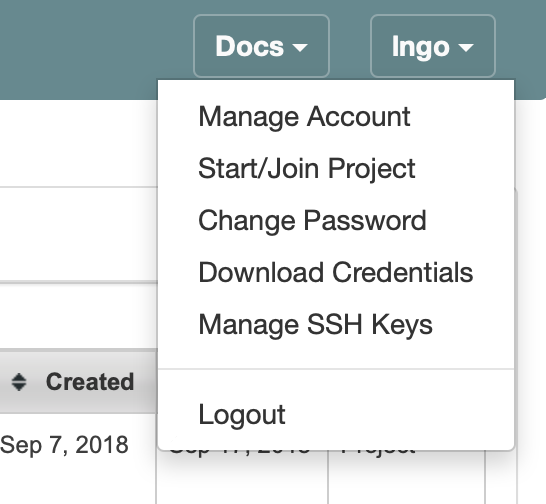 Docs Ingo
Manage Account
Start/Join Project
Change Password
Download Credentials
Manage SSH Keys
Created
Logout
Sep 7, 2018